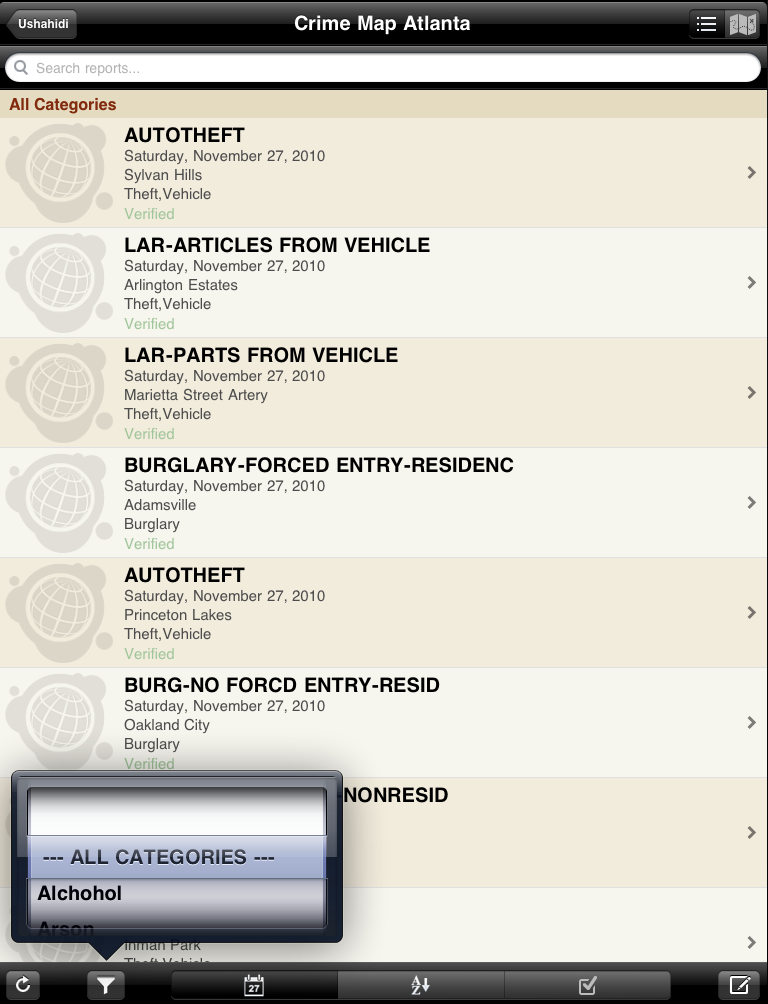 Ushahidi
Crime Map Atlanta
Search reports...
All Categories
AUTOTHEFT
Saturday, November 27, 2010
Sylvan Hills
Theft,Vehicle
Verified
LAR-ARTICLES FROM VEHICLE
Saturday, November 27, 2010
Arlington Estates
Theft,Vehicle
Verified
LAR-PARTS FROM VEHICLE
Saturday, November 27, 2010
Marietta Street Artery
Theft,Vehicle
Verified
BURGLARY-FORCED ENTRY-RESIDENC
Saturday, November 27, 2010
Adamsville
Burglary
Verified
AUTOTHEFT
Saturday, November 27, 2010
Princeton Lakes
Theft,Vehicle
Verified
BURG-NO FORCD ENTRY-RESID
Saturday, November 27, 2010
Oakland City
Burglary
Verified
-NONRESID
--- ALL CATEGORIES ---
Alchohol
Arson
Inman Park
Theft,Vehicle
27
A
Z